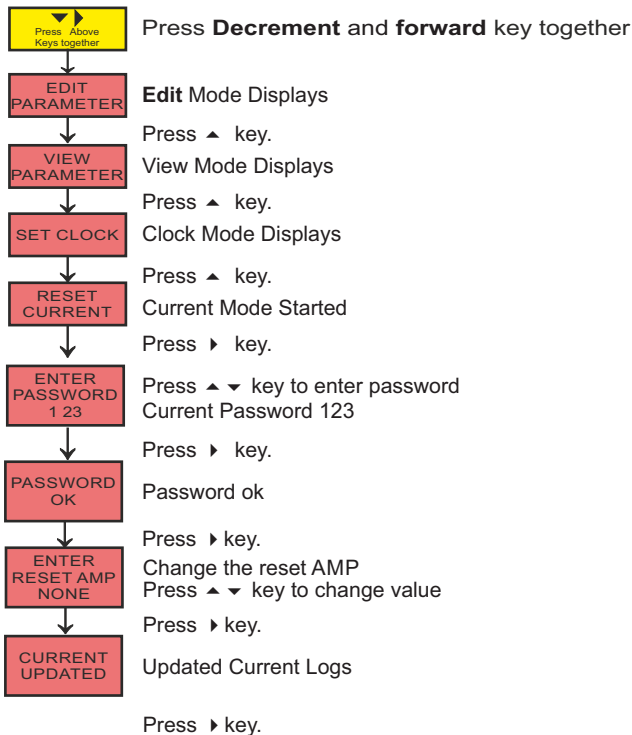 Press Above
Keys together
Press Decrement and forward key together
EDIT
PARAMETER
Edit Mode Displays
Press ▲ key.
VIEW
PARAMETER
View Mode Displays
Press ▲ key.
SET CLOCK
Clock Mode Displays
Press ▲ key.
RESET
CURRENT
Current Mode Started
Press ▶ key.
ENTER
PASSWORD
1 23
Press ▲ ▼ key to enter password
Current Password 123
Press ▶ key.
PASSWORD
OK
Password ok
Press ▶ key.
ENTER
RESET AMP
NONE
Change the reset AMP
Press ▲ ▼ key to change value
Press ▶ key.
CURRENT
UPDATED
Updated Current Logs
Press ▶ key.